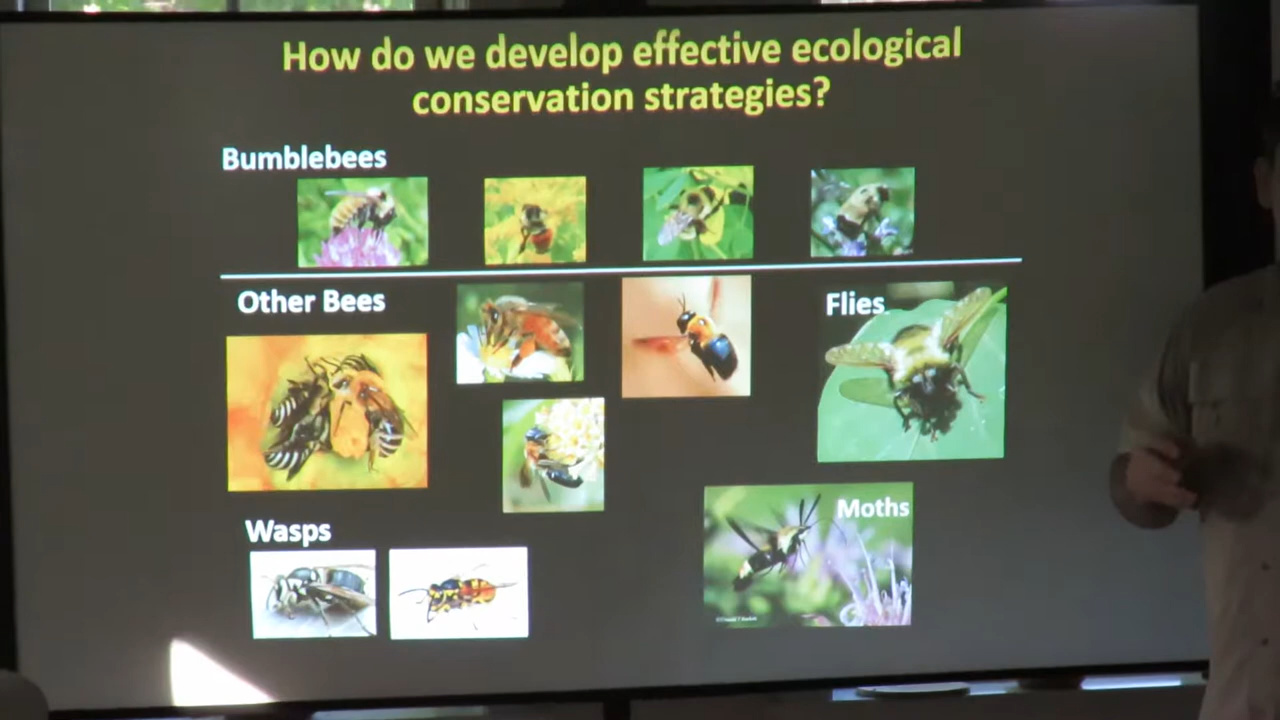 How do we develop effective ecological
conservation strategies?
Bumblebees
Other Bees
Flies
Wasps
Moths